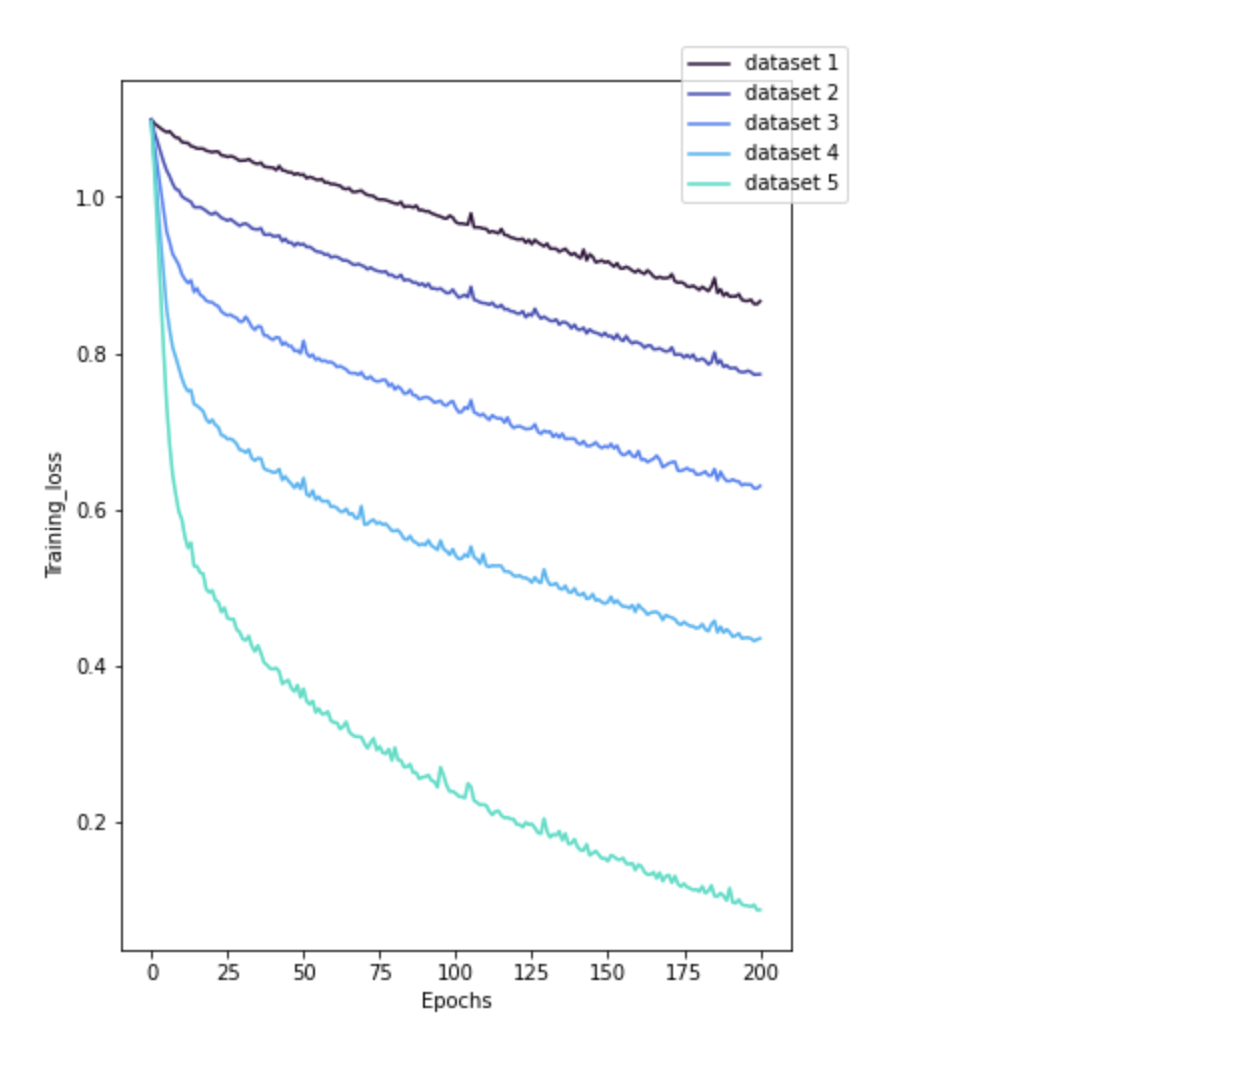 dataset 1
dataset 2
dataset 3
dataset 4
dataset 5
1.0
0.8
0.6
0.4
0.2
Training_loss
0 25 50 75 100 125 150 175 200
Epochs